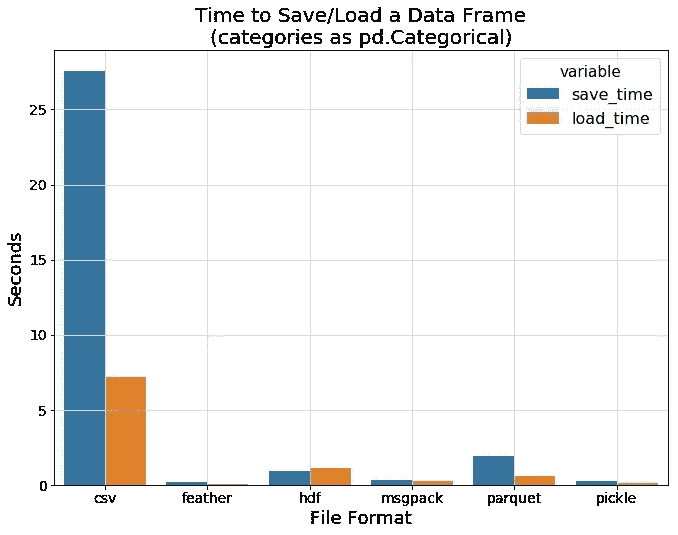 Time to Save/Load a Data Frame
(categories as pd.Categorical)
variable
save_time
load_time
Seconds
25
20
15
10
5
0
csv feather hdf msgpack parquet pickle
File Format